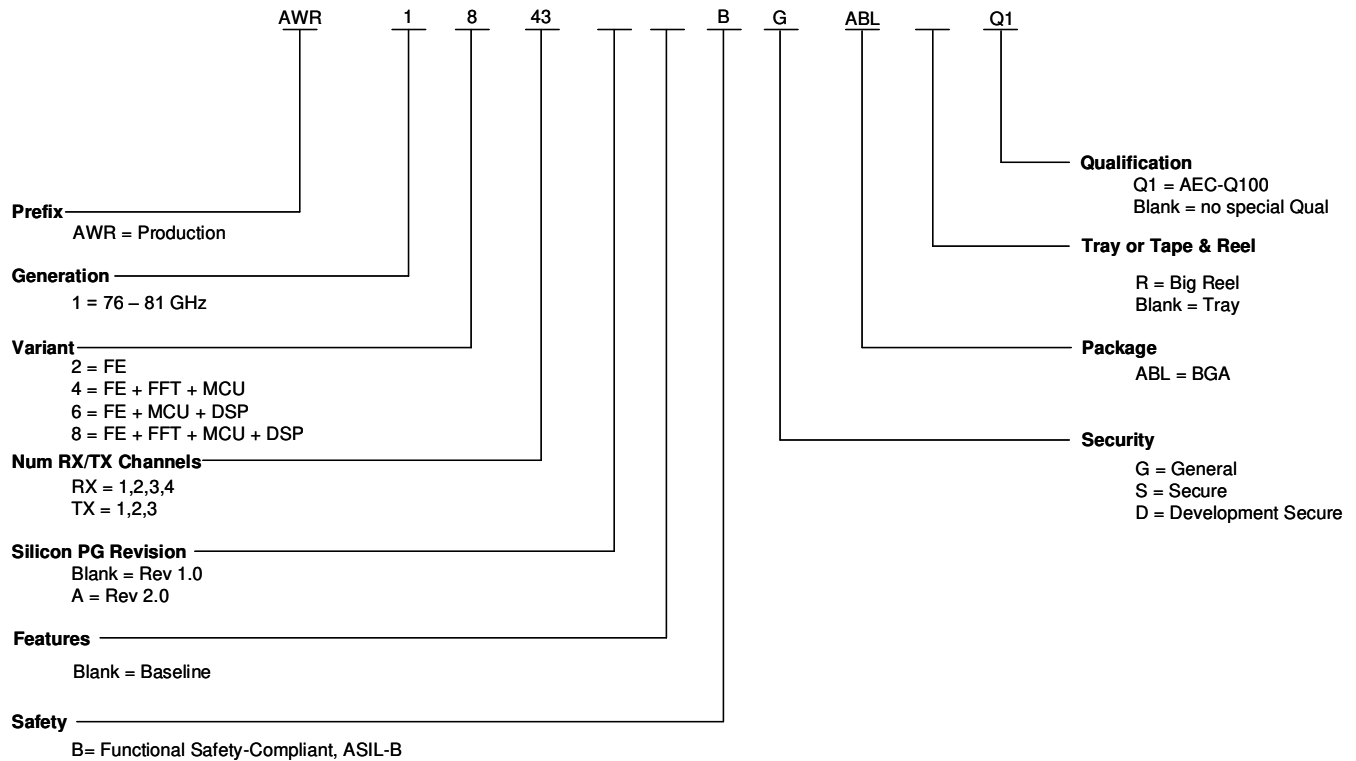 AWR 1 8 43 B G ABL Q1
Prefix
AWR = Production
Generation
1 = 76 – 81 GHz
Variant
2 = FE
4 = FE + FFT + MCU
6 = FE + MCU + DSP
8 = FE + FFT + MCU + DSP
Num RX/TX Channels
RX = 1,2,3,4
TX = 1,2,3
Silicon PG Revision
Blank = Rev 1.0
A = Rev 2.0
Features
Blank = Baseline
Safety
B= Functional Safety-Compliant, ASIL-B
Qualification
Q1 = AEC-Q100
Blank = no special Qual
Tray or Tape & Reel
R = Big Reel
Blank = Tray
Package
ABL = BGA
Security
G = General
S = Secure
D = Development Secure